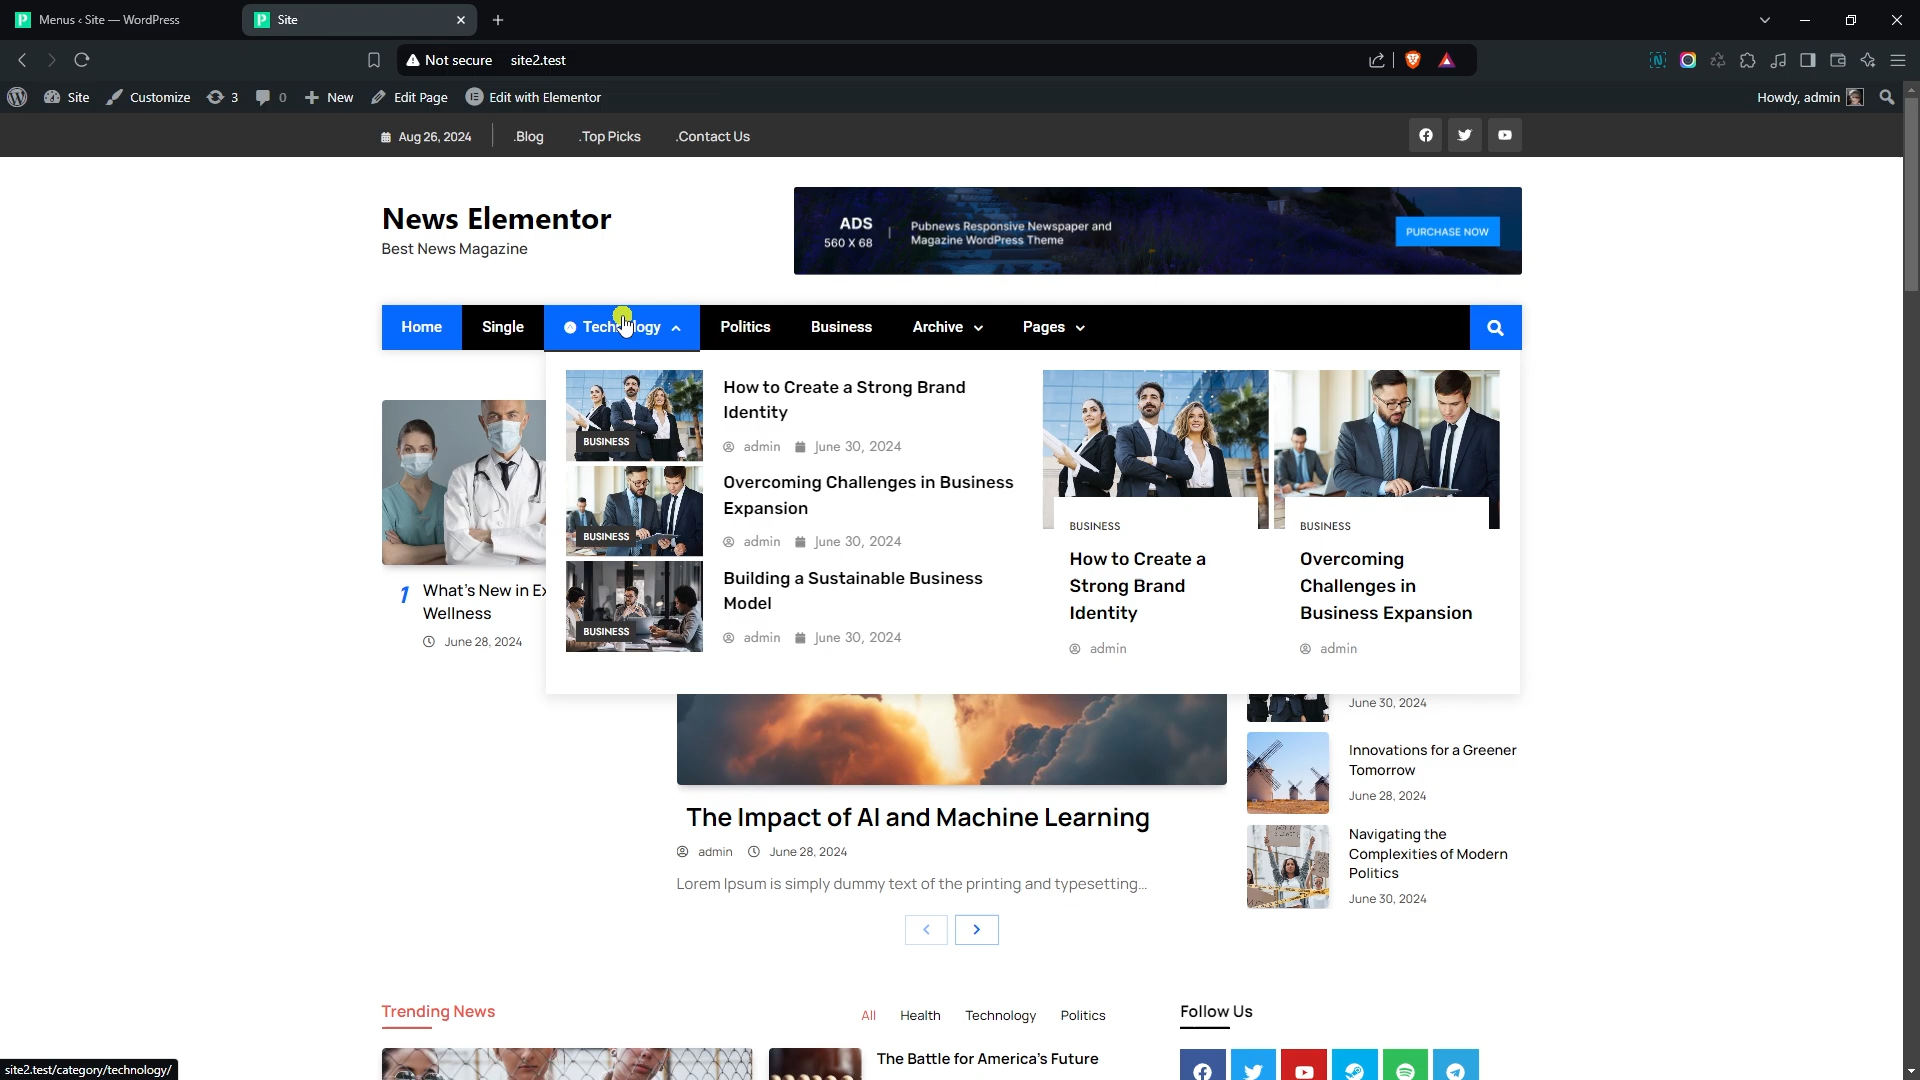 Menus ‹ Site — WordPress
Site
Not secure site2.test
Site Customize 3 0 New Edit Page Edit with Elementor
Howdy, admin
Aug 26, 2024 .Blog .Top Picks .Contact Us
News Elementor
Best News Magazine
ADS
560 X 68
Pubnews Responsive Newspaper and
Magazine WordPress Theme
PURCHASE NOW
Home Single Technology Politics Business Archive Pages
BUSINESS
How to Create a Strong Brand
Identity
admin June 30, 2024
BUSINESS
Overcoming Challenges in Business
Expansion
admin June 30, 2024
BUSINESS
Building a Sustainable Business
Model
admin June 30, 2024
BUSINESS
How to Create a
Strong Brand
Identity
admin
BUSINESS
Overcoming
Challenges in
Business Expansion
admin
1 What's New in Ex
Wellness
June 28, 2024
The Impact of AI and Machine Learning
admin June 28, 2024
Lorem Ipsum is simply dummy text of the printing and typesetting...
June 30, 2024
Innovations for a Greener
Tomorrow
June 28, 2024
Navigating the
Complexities of Modern
Politics
June 30, 2024
Trending News
All Health Technology Politics
The Battle for America's Future
Follow Us
site2.test/category/technology/